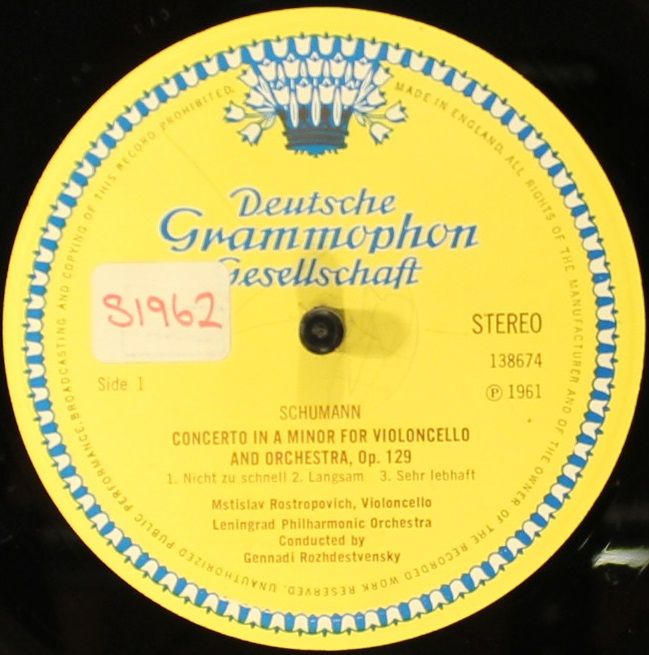 Deutsche
Grammophon
Gesellschaft
S1962
STEREO
138674
Ⓟ 1961
Side 1
SCHUMANN
CONCERTO IN A MINOR FOR VIOLONCELLO
AND ORCHESTRA, Op. 129
1. Nicht zu schnell 2. Langsam 3. Sehr lebhaft
Mstislav Rostropovich, Violoncello
Leningrad Philharmonic Orchestra
Conducted by
Gennadi Rozhdestvensky
MADE IN ENGLAND. ALL RIGHTS OF THE MANUFACTURER AND OF THE OWNER OF THE RECORDED WORK RESERVED. UNAUTHORIZED PUBLIC PERFORMANCE·BROADCASTING AND COPYING OF THIS RECORD PROHIBITED.